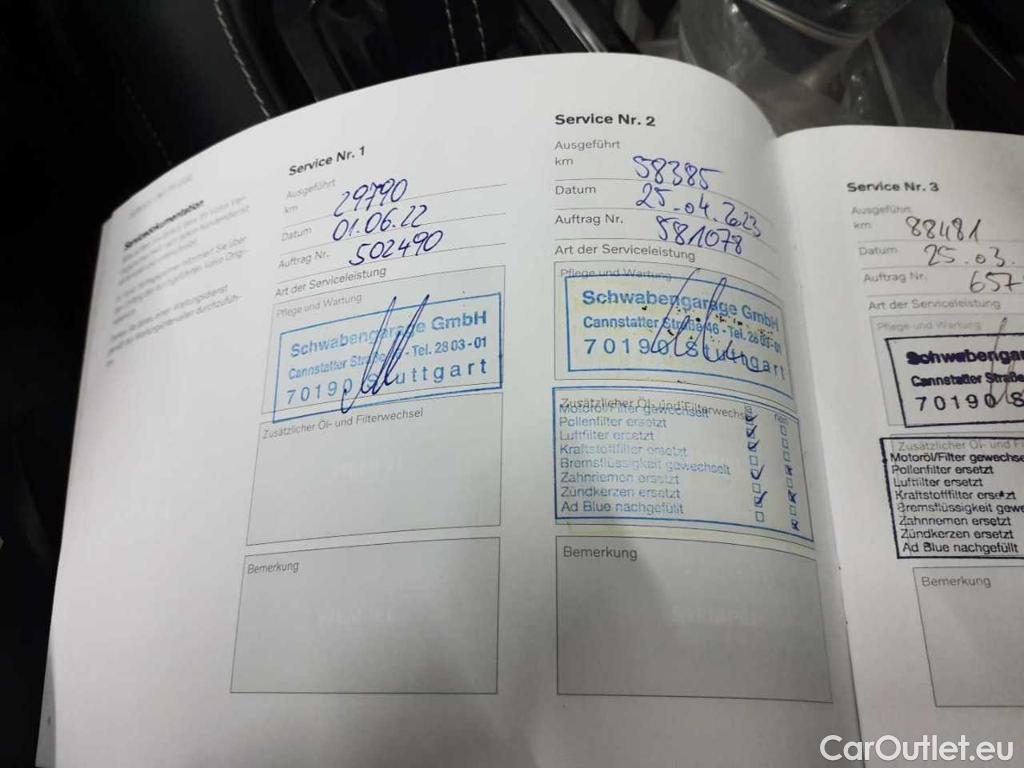 Servicedokumentation
Service Nr. 1
Ausgeführt
km 29790
Datum 01.06.22
Auftrag Nr. 502490
Art der Serviceleistung
Pflege und Wartung
Schwabengarage GmbH
Cannstatter Straße 46 - Tel. 28 03-01
70190 Stuttgart
Zusätzlicher Öl- und Filterwechsel
Bemerkung
Service Nr. 2
Ausgeführt
km 58385
Datum 25.04.2023
Auftrag Nr. 581078
Art der Serviceleistung
Pflege und Wartung
Schwabengarage GmbH
Cannstatter Straße 46 - Tel. 28 03-01
70190 Stuttgart
Zusätzlicher Öl- und Filterwechsel
ja nein
Motoröl/Filter gewechselt
Pollenfilter ersetzt
Luftfilter ersetzt
Kraftstoffilter ersetzt
Bremsflüssigkeit gewechselt
Zahnriemen ersetzt
Zündkerzen ersetzt
Ad Blue nachgefüllt
Bemerkung
Service Nr. 3
Ausgeführt
km 88481
Datum 25.03.
Auftrag Nr. 657
Art der Serviceleistung
Pflege und Wartung
Schwabengar
Cannstatter Straße
70190 S
Zusätzlicher Öl- und F
Motoröl/Filter gewechse
Pollenfilter ersetzt
Luftfilter ersetzt
Kraftstoffilter ersetzt
Bremsflüssigkeit gewe
Zahnriemen ersetzt
Zündkerzen ersetzt
Ad Blue nachgefüllt
Bemerkung
CarOutlet.eu